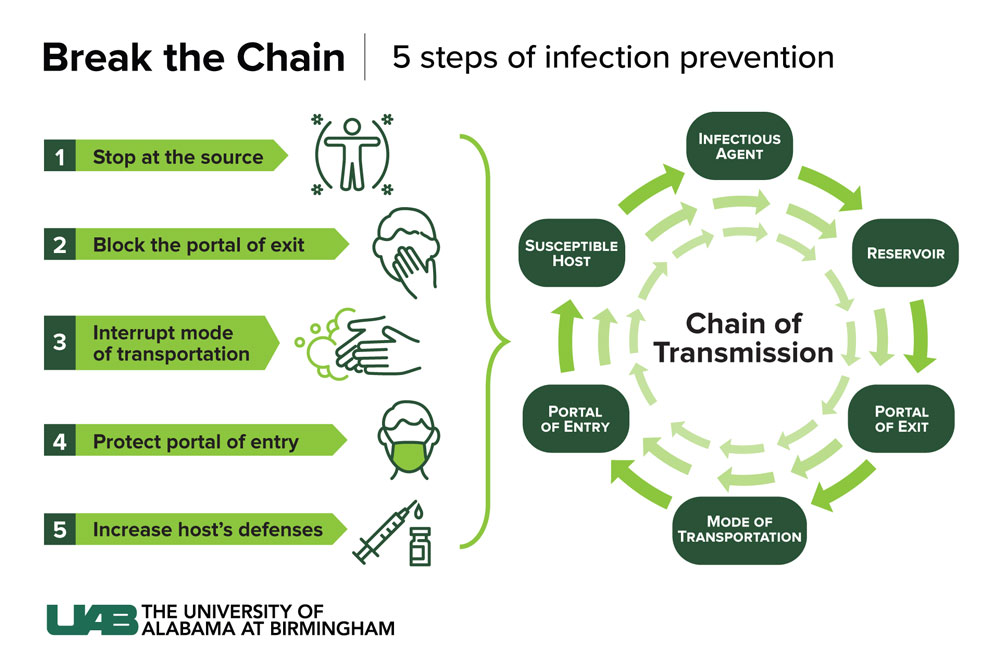 Break the Chain
5 steps of infection prevention
1 Stop at the source
2 Block the portal of exit
3 Interrupt mode
of transportation
4 Protect portal of entry
5 Increase host's defenses
INFECTIOUS
AGENT
RESERVOIR
PORTAL
OF EXIT
MODE OF
TRANSPORTATION
PORTAL
OF ENTRY
SUSCEPTIBLE
HOST
Chain of
Transmission
UAB THE UNIVERSITY OF
ALABAMA AT BIRMINGHAM